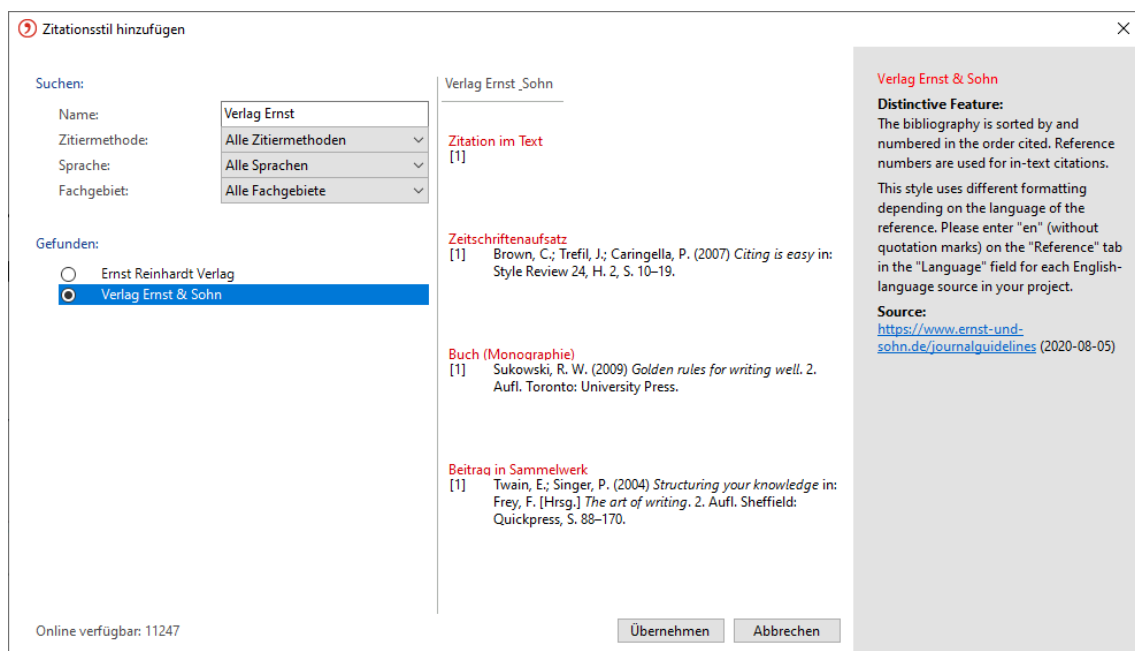 Zitationsstil hinzufügen
Suchen:
Name: Verlag Ernst
Zitiermethode: Alle Zitiermethoden
Sprache: Alle Sprachen
Fachgebiet: Alle Fachgebiete
Gefunden:
Ernst Reinhardt Verlag
Verlag Ernst & Sohn
Online verfügbar: 11247
Verlag Ernst _Sohn
Zitation im Text
[1]
Zeitschriftenaufsatz
[1] Brown, C.; Trefil, J.; Caringella, P. (2007) Citing is easy in:
Style Review 24, H. 2, S. 10–19.
Buch (Monographie)
[1] Sukowski, R. W. (2009) Golden rules for writing well. 2.
Aufl. Toronto: University Press.
Beitrag in Sammelwerk
[1] Twain, E.; Singer, P. (2004) Structuring your knowledge in:
Frey, F. [Hrsg.] The art of writing. 2. Aufl. Sheffield:
Quickpress, S. 88–170.
Übernehmen
Abbrechen
Verlag Ernst & Sohn
Distinctive Feature:
The bibliography is sorted by and
numbered in the order cited. Reference
numbers are used for in-text citations.
This style uses different formatting
depending on the language of the
reference. Please enter "en" (without
quotation marks) on the "Reference" tab
in the "Language" field for each English-
language source in your project.
Source:
https://www.ernst-und-
sohn.de/journalguidelines (2020-08-05)